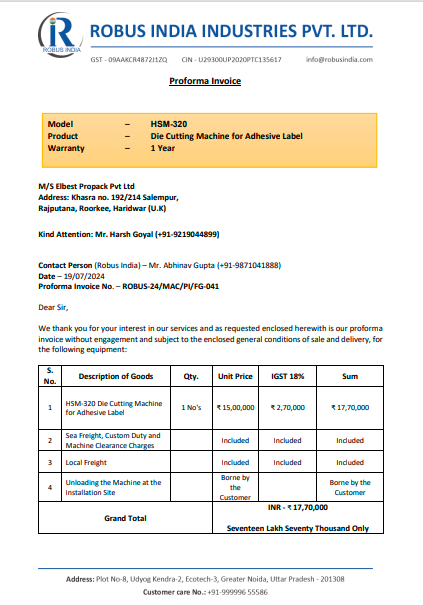 iR
ROBUS INDIA
ROBUS INDIA INDUSTRIES PVT. LTD.
GST - 09AAKCR4872J1ZQ CIN - U29300UP2020PTC135617 info@robusindia.com
Proforma Invoice
Model – HSM-320
Product – Die Cutting Machine for Adhesive Label
Warranty – 1 Year
M/S Elbest Propack Pvt Ltd
Address: Khasra no. 192/214 Salempur,
Rajputana, Roorkee, Haridwar (U.K)
Kind Attention: Mr. Harsh Goyal (+91-9219044899)
Contact Person (Robus India) – Mr. Abhinav Gupta (+91-9871041888)
Date – 19/07/2024
Proforma Invoice No. – ROBUS-24/MAC/PI/FG-041
Dear Sir,
We thank you for your interest in our services and as requested enclosed herewith is our proforma
invoice without engagement and subject to the enclosed general conditions of sale and delivery, for
the following equipment:
S. No. Description of Goods Qty. Unit Price IGST 18% Sum
1 HSM-320 Die Cutting Machine for Adhesive Label 1 No's ₹ 15,00,000 ₹ 2,70,000 ₹ 17,70,000
2 Sea Freight, Custom Duty and Machine Clearance Charges Included Included Included
3 Local Freight Included Included Included
4 Unloading the Machine at the Installation Site Borne by the Customer Borne by the Customer
Grand Total INR - ₹ 17,70,000
Seventeen Lakh Seventy Thousand Only
Address: Plot No-8, Udyog Kendra-2, Ecotech-3, Greater Noida, Uttar Pradesh - 201308
Customer care No.: +91-999996 55586